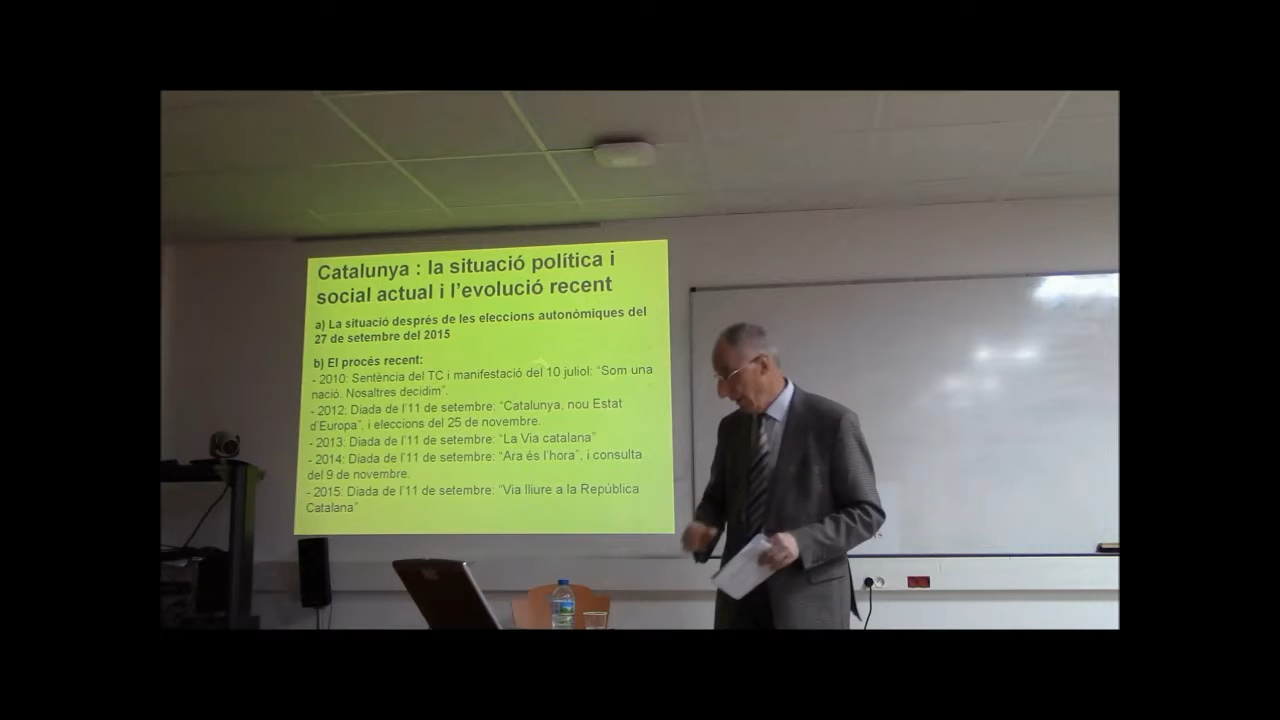 Catalunya : la situació política i
social actual i l’evolució recent
a) La situació després de les eleccions autonòmiques del
27 de setembre del 2015
b) El procés recent:
- 2010: Sentència del TC i manifestació del 10 juliol: “Som una
nació. Nosaltres decidim”.
- 2012: Diada de l’11 de setembre: “Catalunya, nou Estat
d’Europa”, i eleccions del 25 de novembre.
- 2013: Diada de l’11 de setembre: “La Via catalana”
- 2014: Diada de l’11 de setembre: “Ara és l’hora”, i consulta
del 9 de novembre.
- 2015: Diada de l’11 de setembre: “Via lliure a la República
Catalana”